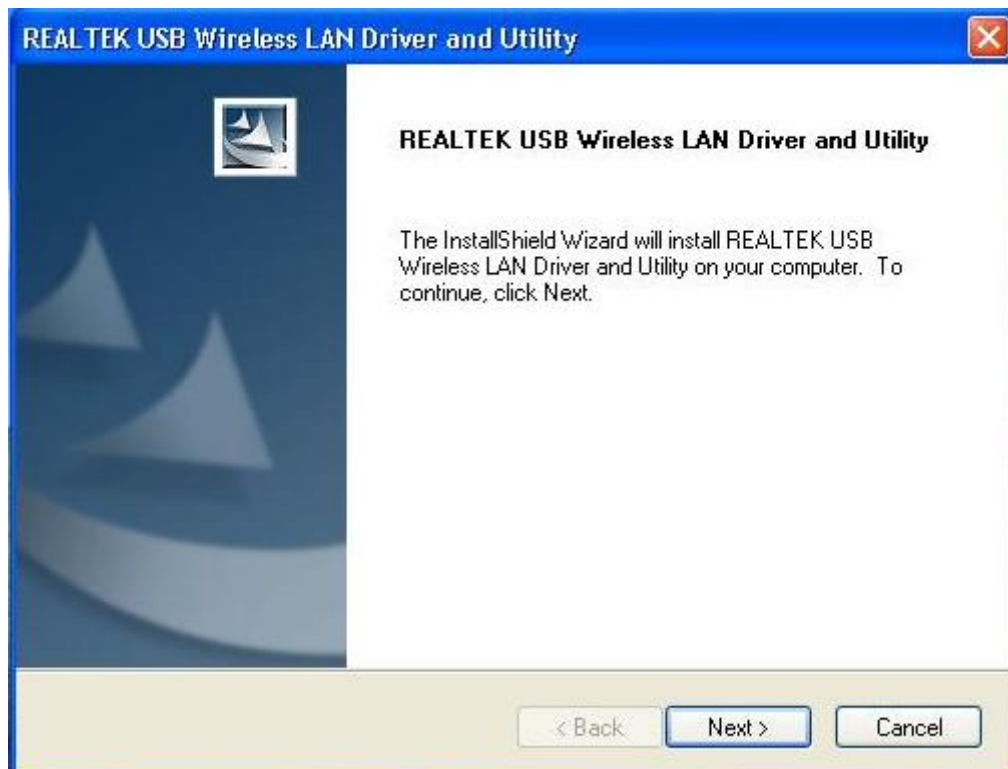 REALTEK USB Wireless LAN Driver and Utility
REALTEK USB Wireless LAN Driver and Utility
The InstallShield Wizard will install REALTEK USB
Wireless LAN Driver and Utility on your computer. To
continue, click Next.
< Back Next > Cancel